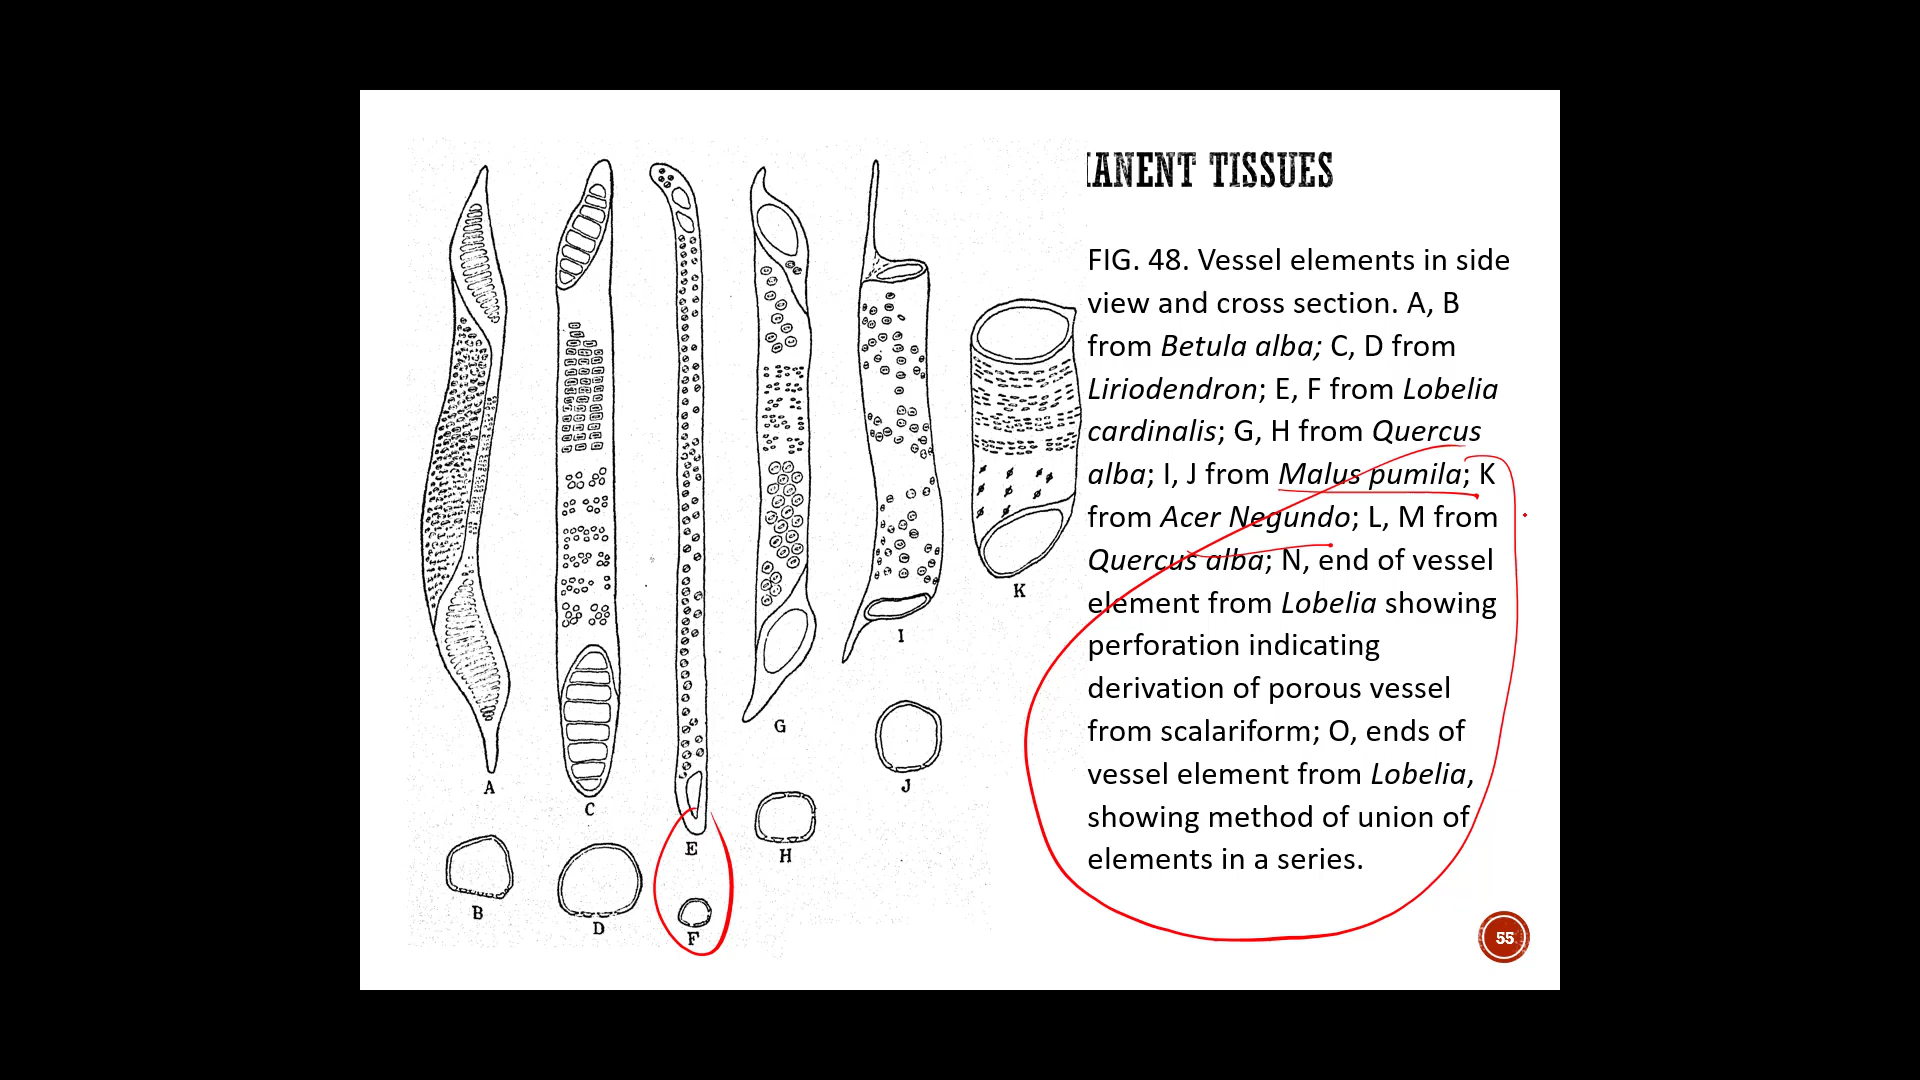 ANENT TISSUES
FIG. 48. Vessel elements in side
view and cross section. A, B
from Betula alba; C, D from
Liriodendron; E, F from Lobelia
cardinalis; G, H from Quercus
alba; I, J from Malus pumila; K
from Acer Negundo; L, M from
Quercus alba; N, end of vessel
element from Lobelia showing
perforation indicating
derivation of porous vessel
from scalariform; O, ends of
vessel element from Lobelia,
showing method of union of
elements in a series.
K
I
G
J
A
C
E
H
B
D
F
55